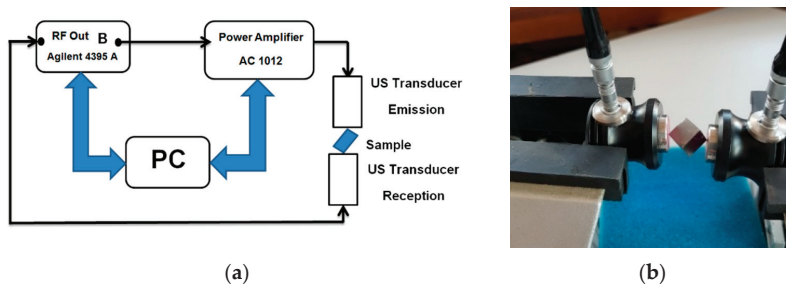 RF Out B
Agilent 4395 A
Power Amplifier
AC 1012
US Transducer
Emission
Sample
PC
US Transducer
Reception
(a)
(b)